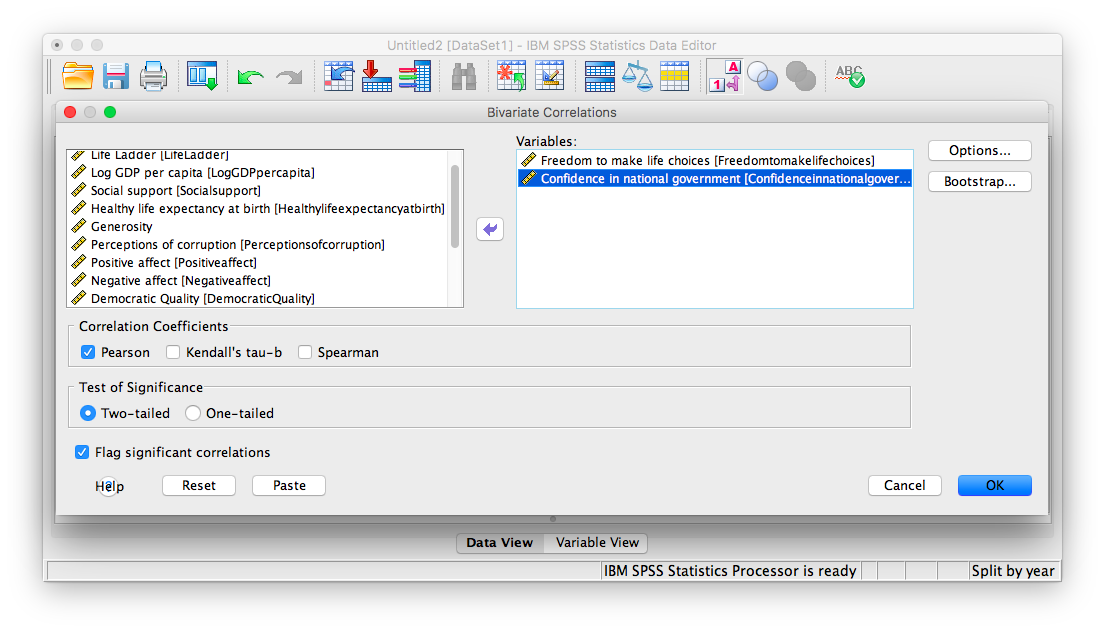 Untitled2 [DataSet1] - IBM SPSS Statistics Data Editor
1 A
ABC
Bivariate Correlations
Variables:
Life Ladder [LifeLadder]
Log GDP per capita [LogGDPpercapita]
Social support [Socialsupport]
Healthy life expectancy at birth [Healthylifeexpectancyatbirth]
Generosity
Perceptions of corruption [Perceptionsofcorruption]
Positive affect [Positiveaffect]
Negative affect [Negativeaffect]
Democratic Quality [DemocraticQuality]
Freedom to make life choices [Freedomtomakelifechoices]
Confidence in national government [Confidenceinnationalgover...
Options...
Bootstrap...
Correlation Coefficients
Pearson Kendall's tau-b Spearman
Test of Significance
Two-tailed One-tailed
Flag significant correlations
Help Reset Paste Cancel OK
Data View Variable View
IBM SPSS Statistics Processor is ready Split by year